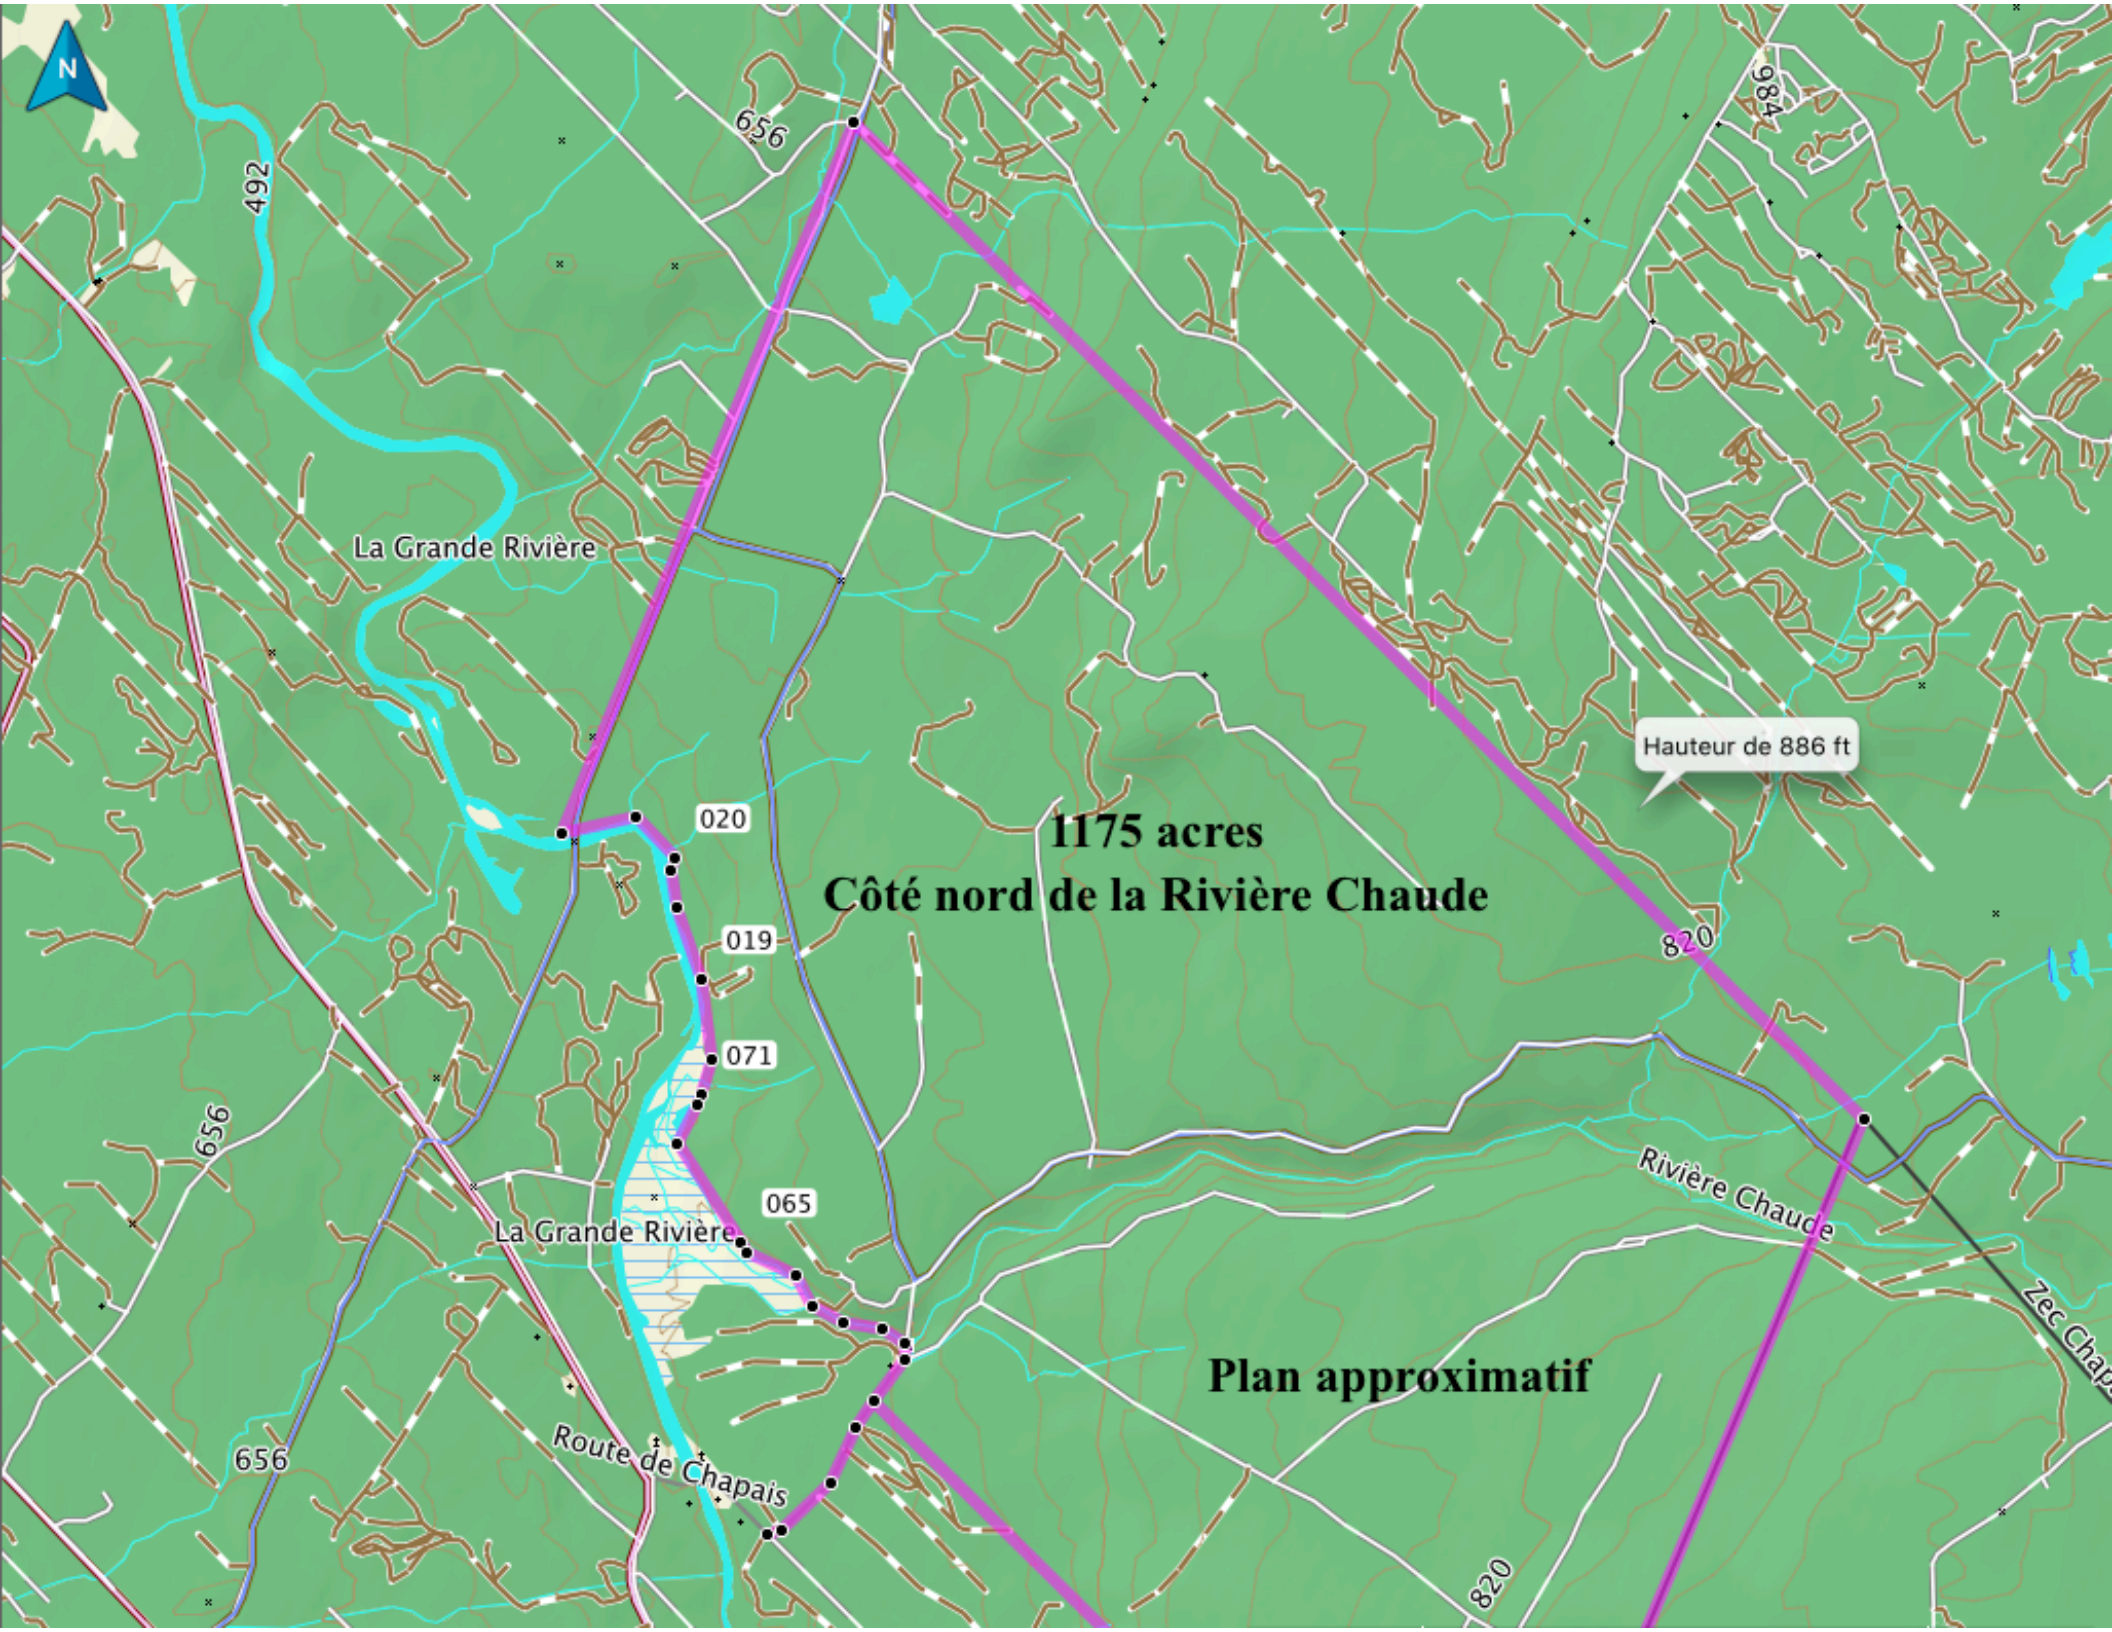 N
984
656
492
La Grande Rivière
Hauteur de 886 ft
020
1175 acres
Côté nord de la Rivière Chaude
019
820
071
656
Rivière Chaude
065
La Grande Rivière
Zec Chap
Plan approximatif
Route de Chapais
656
820